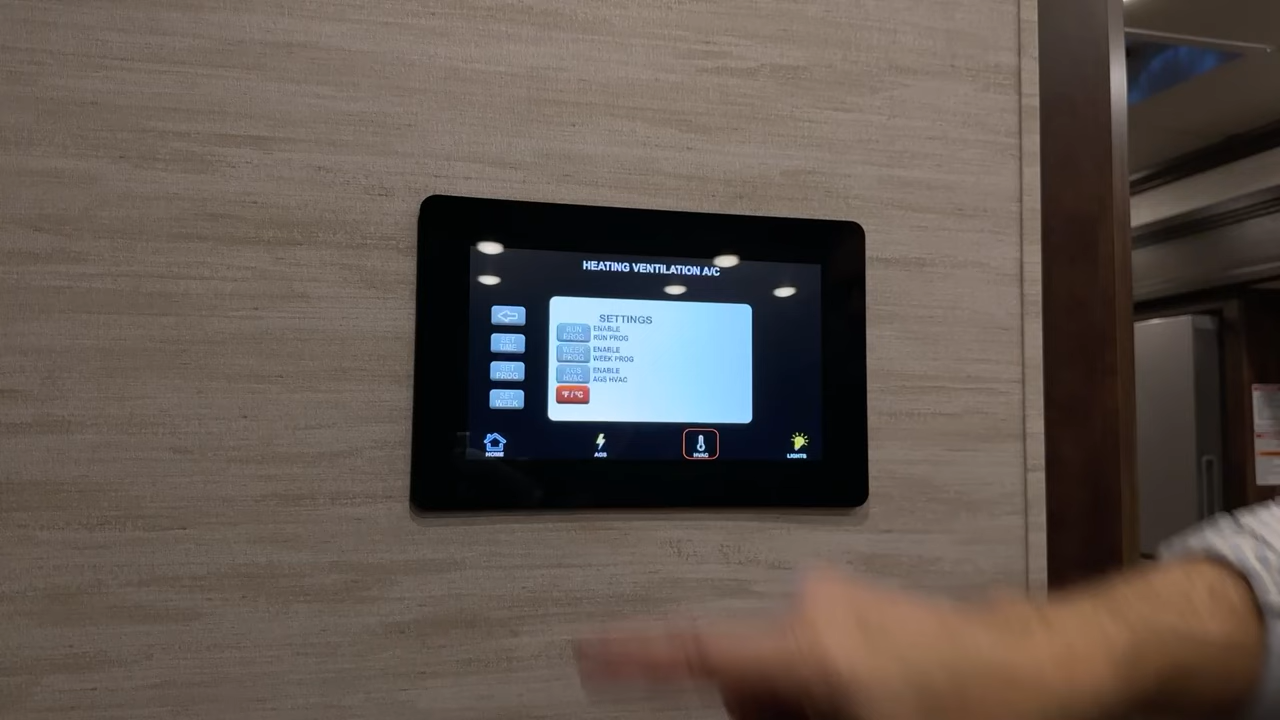 HEATING VENTILATION A/C
SETTINGS
RUN
PROG
ENABLE
RUN PROG
WEEK
PROG
ENABLE
WEEK PROG
AGS
HVAC
ENABLE
AGS HVAC
°F / °C
SET
TIME
SET
PROG
SET
WEEK
HOME
AGS
HVAC
LIGHTS